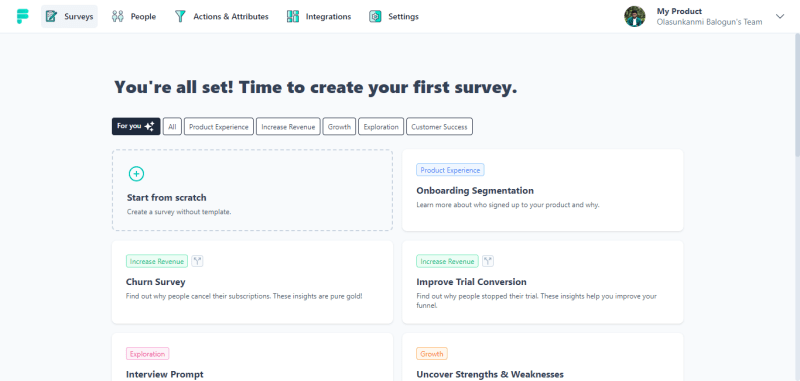 Surveys
People
Actions & Attributes
Integrations
Settings
My Product
Olasunkanmi Balogun's Team
You're all set! Time to create your first survey.
For you
All
Product Experience
Increase Revenue
Growth
Exploration
Customer Success
Start from scratch
Create a survey without template.
Product Experience
Onboarding Segmentation
Learn more about who signed up to your product and why.
Increase Revenue
Churn Survey
Find out why people cancel their subscriptions. These insights are pure gold!
Increase Revenue
Improve Trial Conversion
Find out why people stopped their trial. These insights help you improve your
funnel.
Exploration
Interview Prompt
Growth
Uncover Strengths & Weaknesses